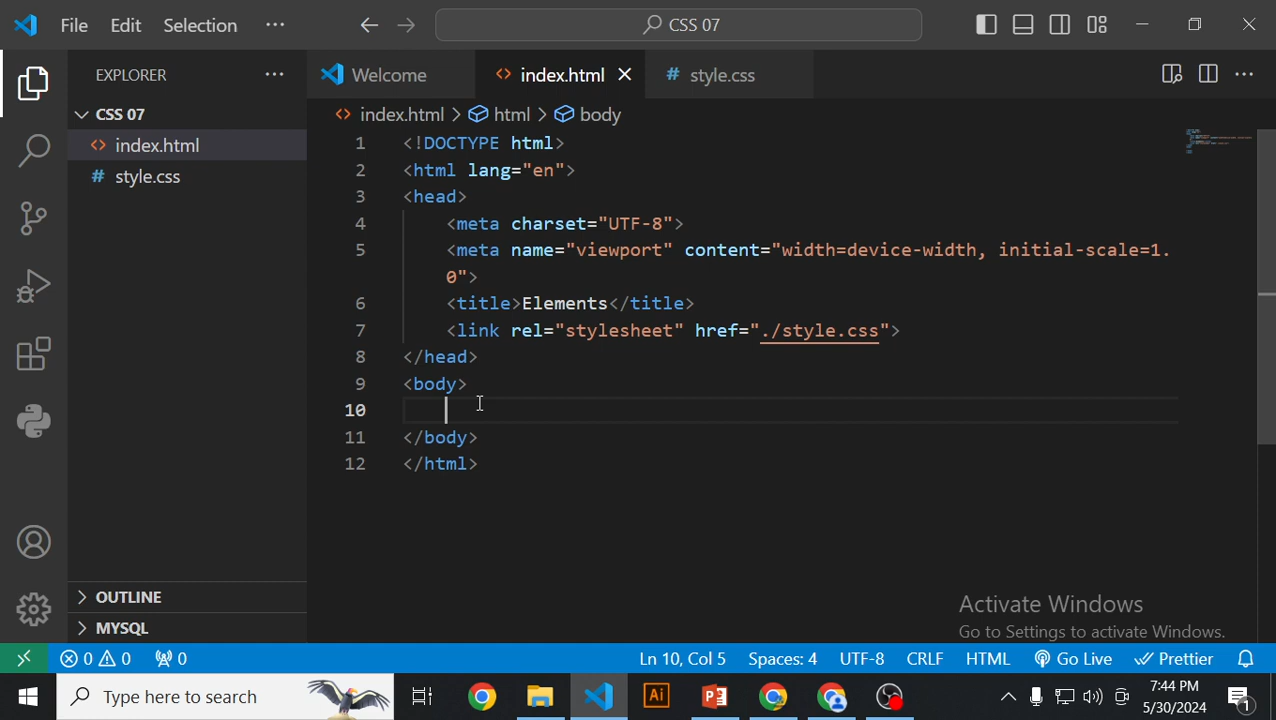 File Edit Selection ··· CSS 07
EXPLORER ··· Welcome index.html style.css ···
CSS 07 index.html > html > body
index.html
style.css
1 <!DOCTYPE html>
2 <html lang="en">
3 <head>
4 <meta charset="UTF-8">
5 <meta name="viewport" content="width=device-width, initial-scale=1.
0">
6 <title>Elements</title>
7 <link rel="stylesheet" href="./style.css">
8 </head>
9 <body>
10
11 </body>
12 </html>
OUTLINE
MYSQL
Activate Windows
Go to Settings to activate Windows.
0 0 0 Ln 10, Col 5 Spaces: 4 UTF-8 CRLF HTML Go Live Prettier
Type here to search Ai P 7:44 PM
5/30/2024 1